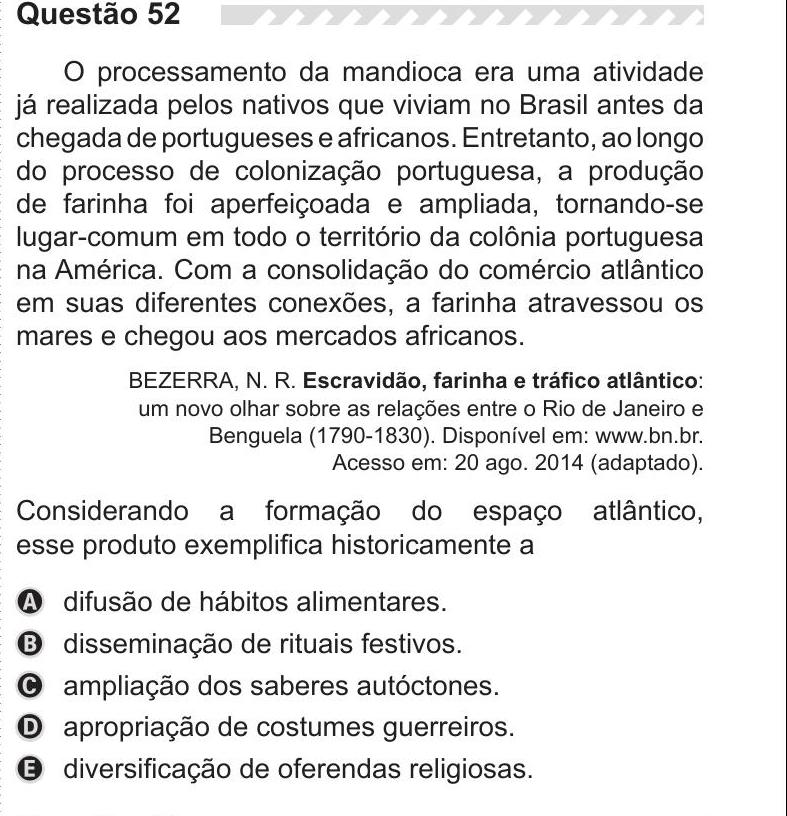 Questão 52
O processamento da mandioca era uma atividade
já realizada pelos nativos que viviam no Brasil antes da
chegada de portugueses e africanos. Entretanto, ao longo
do processo de colonização portuguesa, a produção
de farinha foi aperfeiçoada e ampliada, tornando-se
lugar-comum em todo o território da colônia portuguesa
na América. Com a consolidação do comércio atlântico
em suas diferentes conexões, a farinha atravessou os
mares e chegou aos mercados africanos.
BEZERRA, N. R. Escravidão, farinha e tráfico atlântico:
um novo olhar sobre as relações entre o Rio de Janeiro e
Benguela (1790-1830). Disponível em: www.bn.br.
Acesso em: 20 ago. 2014 (adaptado).
Considerando a formação do espaço atlântico,
esse produto exemplifica historicamente a
A difusão de hábitos alimentares.
B disseminação de rituais festivos.
C ampliação dos saberes autóctones.
D apropriação de costumes guerreiros.
E diversificação de oferendas religiosas.